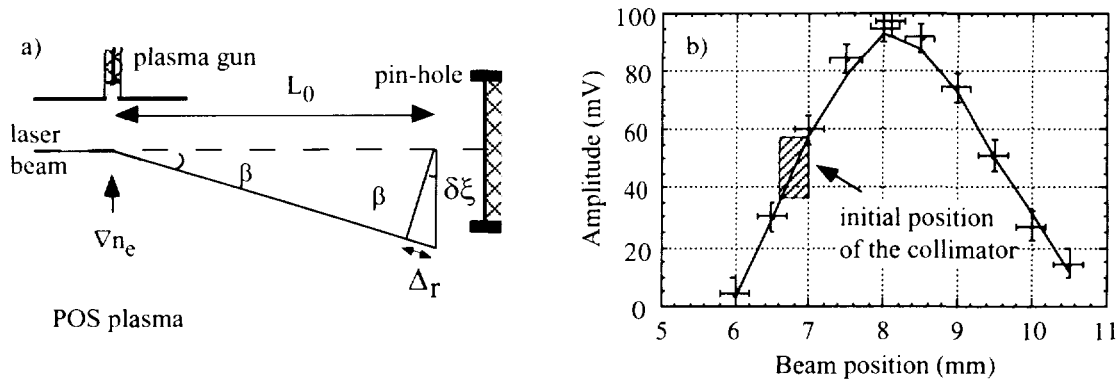 a)
plasma gun
L₀
pin-hole
laser
beam
β
β
δξ
∇nₑ
Δr
POS plasma
b)
100
80
60
40
20
0
Amplitude (mV)
initial position
of the collimator
5 6 7 8 9 10 11
Beam position (mm)